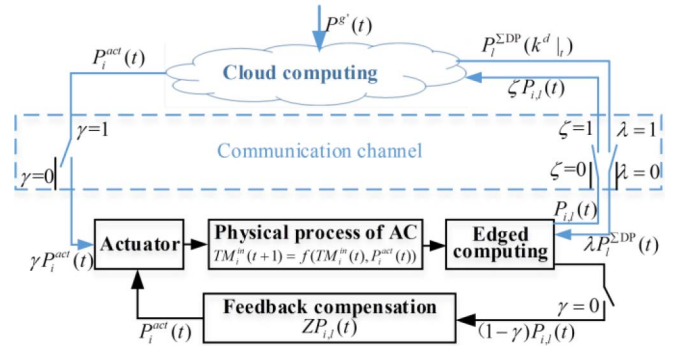 P^{g'}(t)
P_i^{act}(t)
P_l^{ΣDP}(k^d |_t)
Cloud computing
ζP_{i,l}(t)
γ=1
ζ=1
λ=1
Communication channel
γ=0
ζ=0
λ=0
P_{i,l}(t)
Actuator
Physical process of AC
TM_i^{in}(t+1) = f(TM_i^{in}(t), P_i^{act}(t))
Edged
computing
γP_i^{act}(t)
λP_l^{ΣDP}(t)
Feedback compensation
ZP_{i,l}(t)
γ=0
P_i^{act}(t)
(1−γ)P_{i,l}(t)